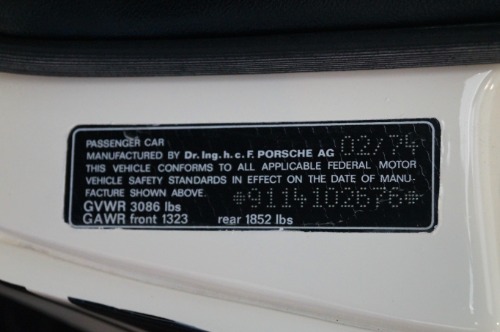 PASSENGER CAR
MANUFACTURED BY Dr. Ing. h. c. F. PORSCHE AG 02/74
THIS VEHICLE CONFORMS TO ALL APPLICABLE FEDERAL MOTOR
VEHICLE SAFETY STANDARDS IN EFFECT ON THE DATE OF MANU-
FACTURE SHOWN ABOVE. *9114102676*
GVWR 3086 lbs
GAWR front 1323 rear 1852 lbs